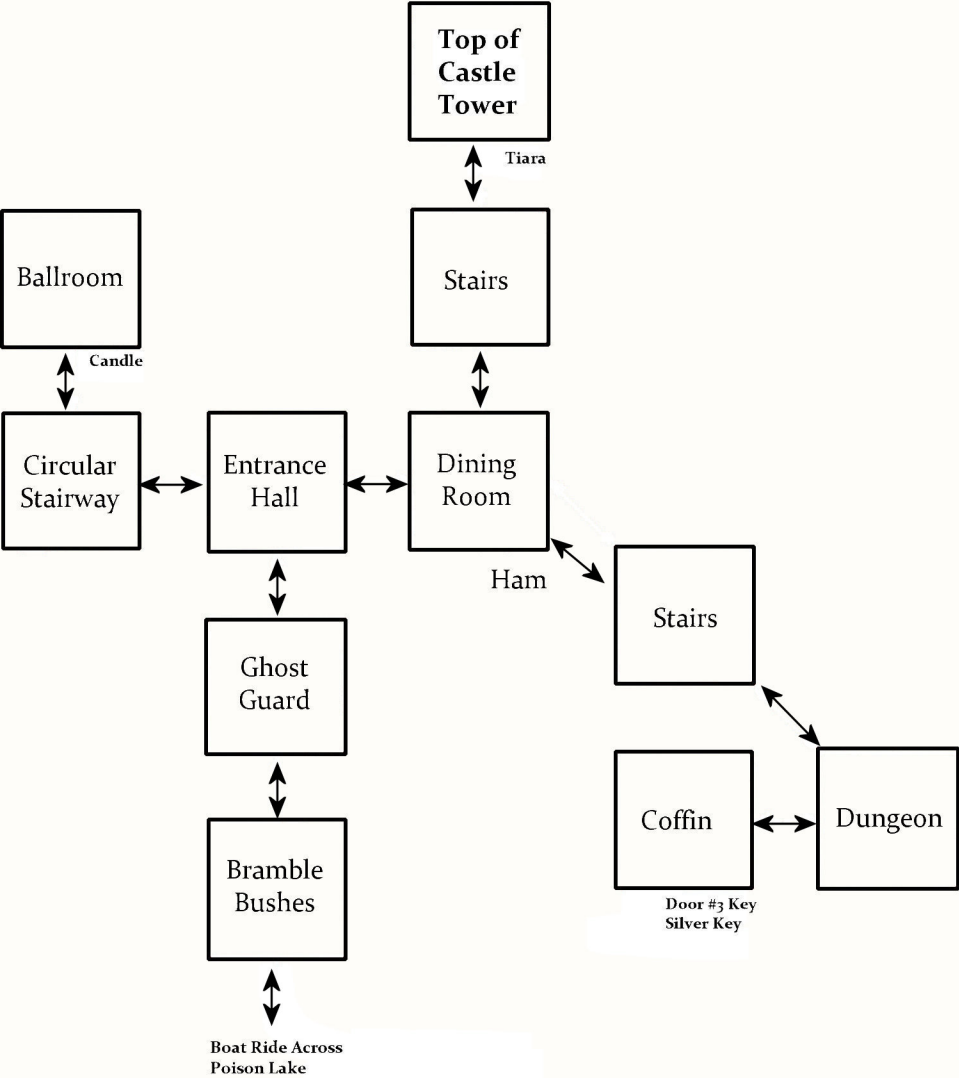 Top of
Castle
Tower
Tiara
Ballroom
Stairs
Candle
Circular
Stairway
Entrance
Hall
Dining
Room
Ham
Stairs
Ghost
Guard
Coffin
Dungeon
Bramble
Bushes
Door #3 Key
Silver Key
Boat Ride Across
Poison Lake